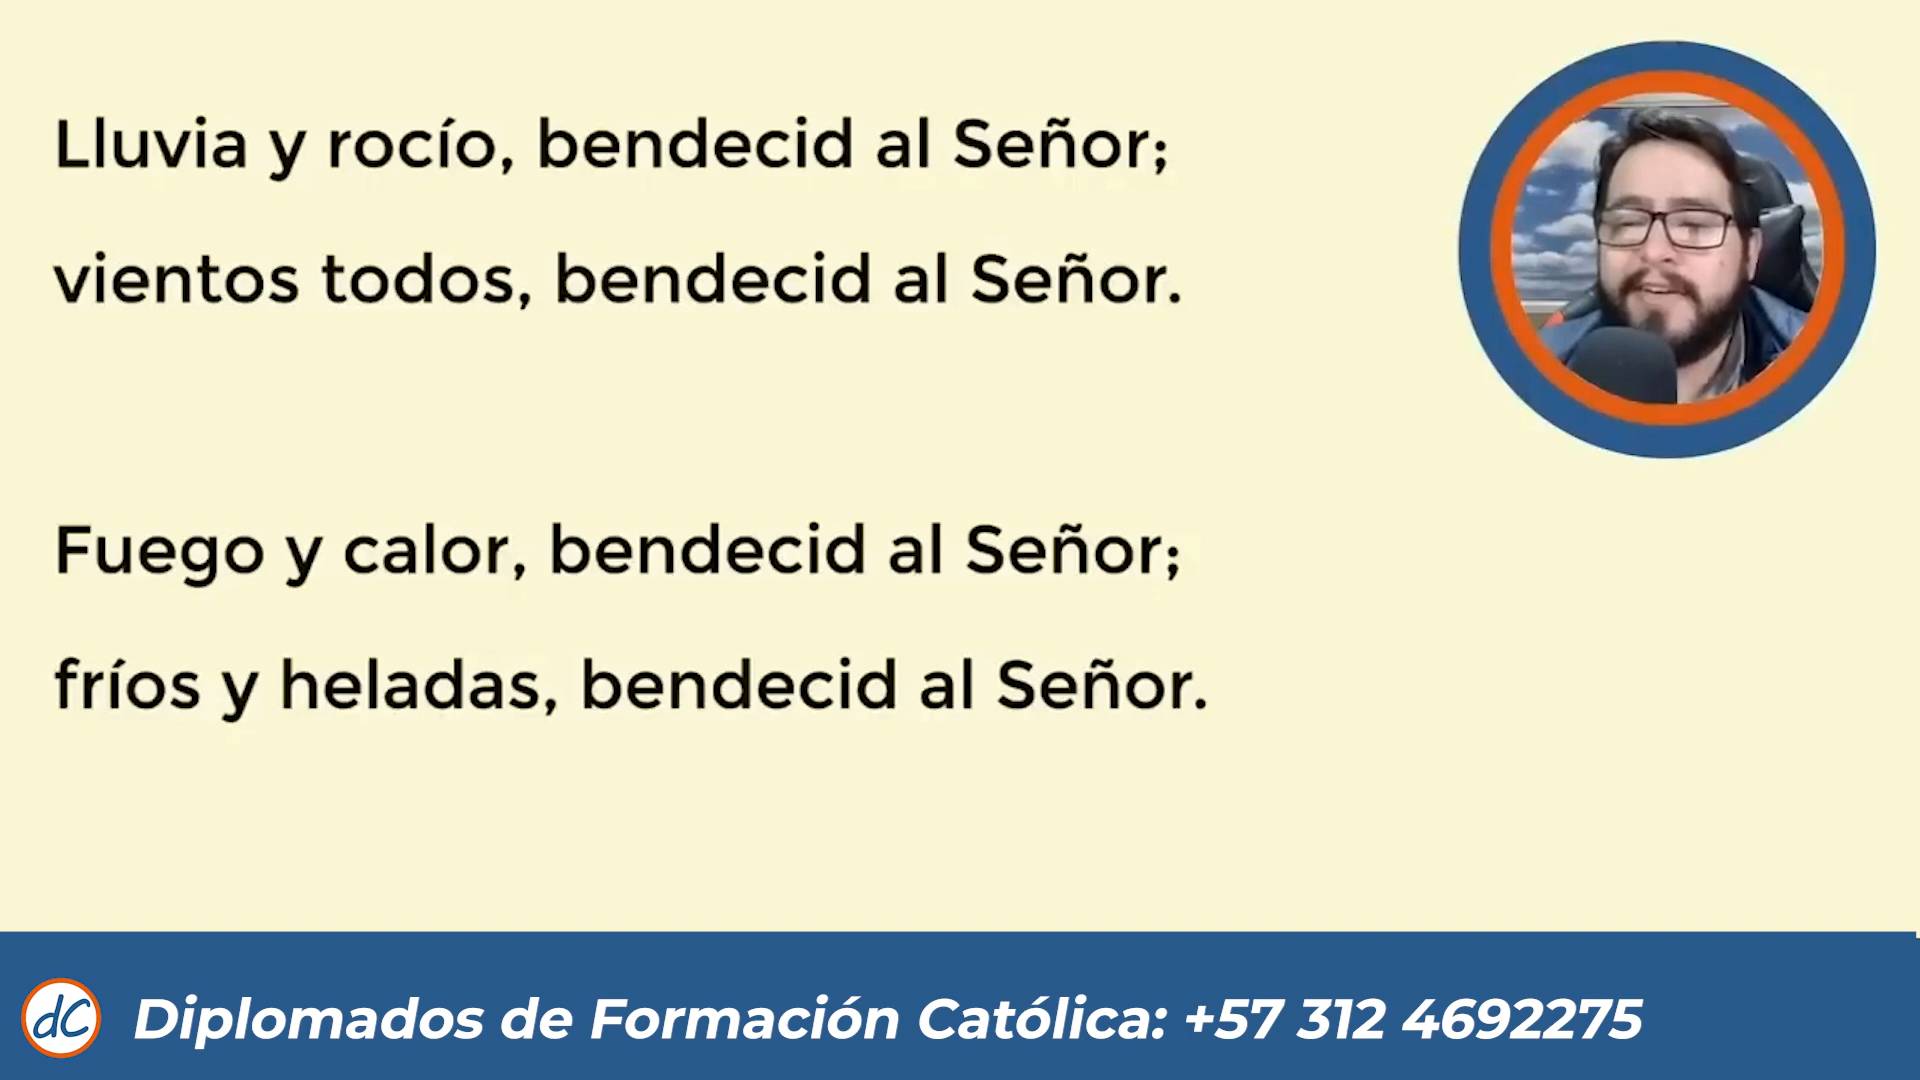 Lluvia y rocío, bendecid al Señor;
vientos todos, bendecid al Señor.
Fuego y calor, bendecid al Señor;
fríos y heladas, bendecid al Señor.
dC Diplomados de Formación Católica: +57 312 4692275